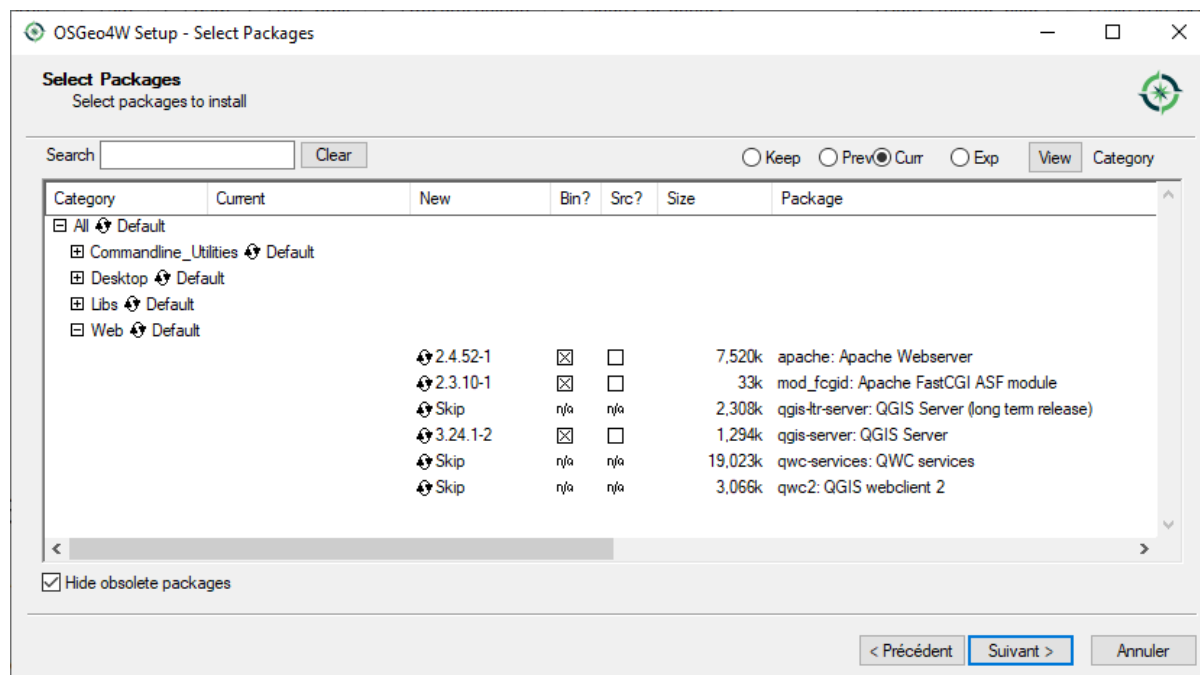 OSGeo4W Setup - Select Packages
Select Packages
Select packages to install
Search Clear Keep Prev Curr Exp View Category
Category Current New Bin? Src? Size Package
All Default
Commandline_Utilities Default
Desktop Default
Libs Default
Web Default
2.4.52-1 7,520k apache: Apache Webserver
2.3.10-1 33k mod_fcgid: Apache FastCGI ASF module
Skip n/a n/a 2,308k qgis-ltr-server: QGIS Server (long term release)
3.24.1-2 1,294k qgis-server: QGIS Server
Skip n/a n/a 19,023k qwc-services: QWC services
Skip n/a n/a 3,066k qwc2: QGIS webclient 2
Hide obsolete packages
< Précédent Suivant > Annuler